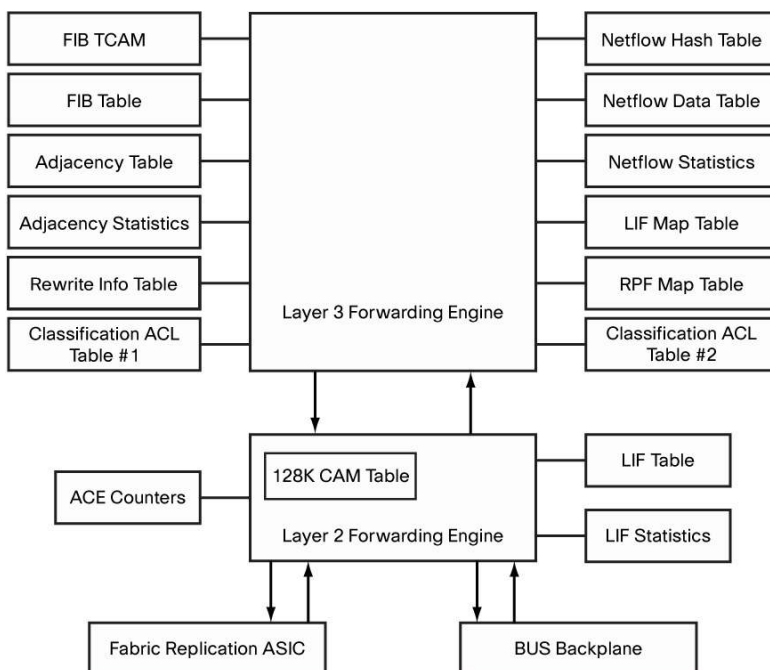 FIB TCAM
FIB Table
Adjacency Table
Adjacency Statistics
Rewrite Info Table
Classification ACL
Table #1
Layer 3 Forwarding Engine
Netflow Hash Table
Netflow Data Table
Netflow Statistics
LIF Map Table
RPF Map Table
Classification ACL
Table #2
ACE Counters
128K CAM Table
Layer 2 Forwarding Engine
LIF Table
LIF Statistics
Fabric Replication ASIC
BUS Backplane